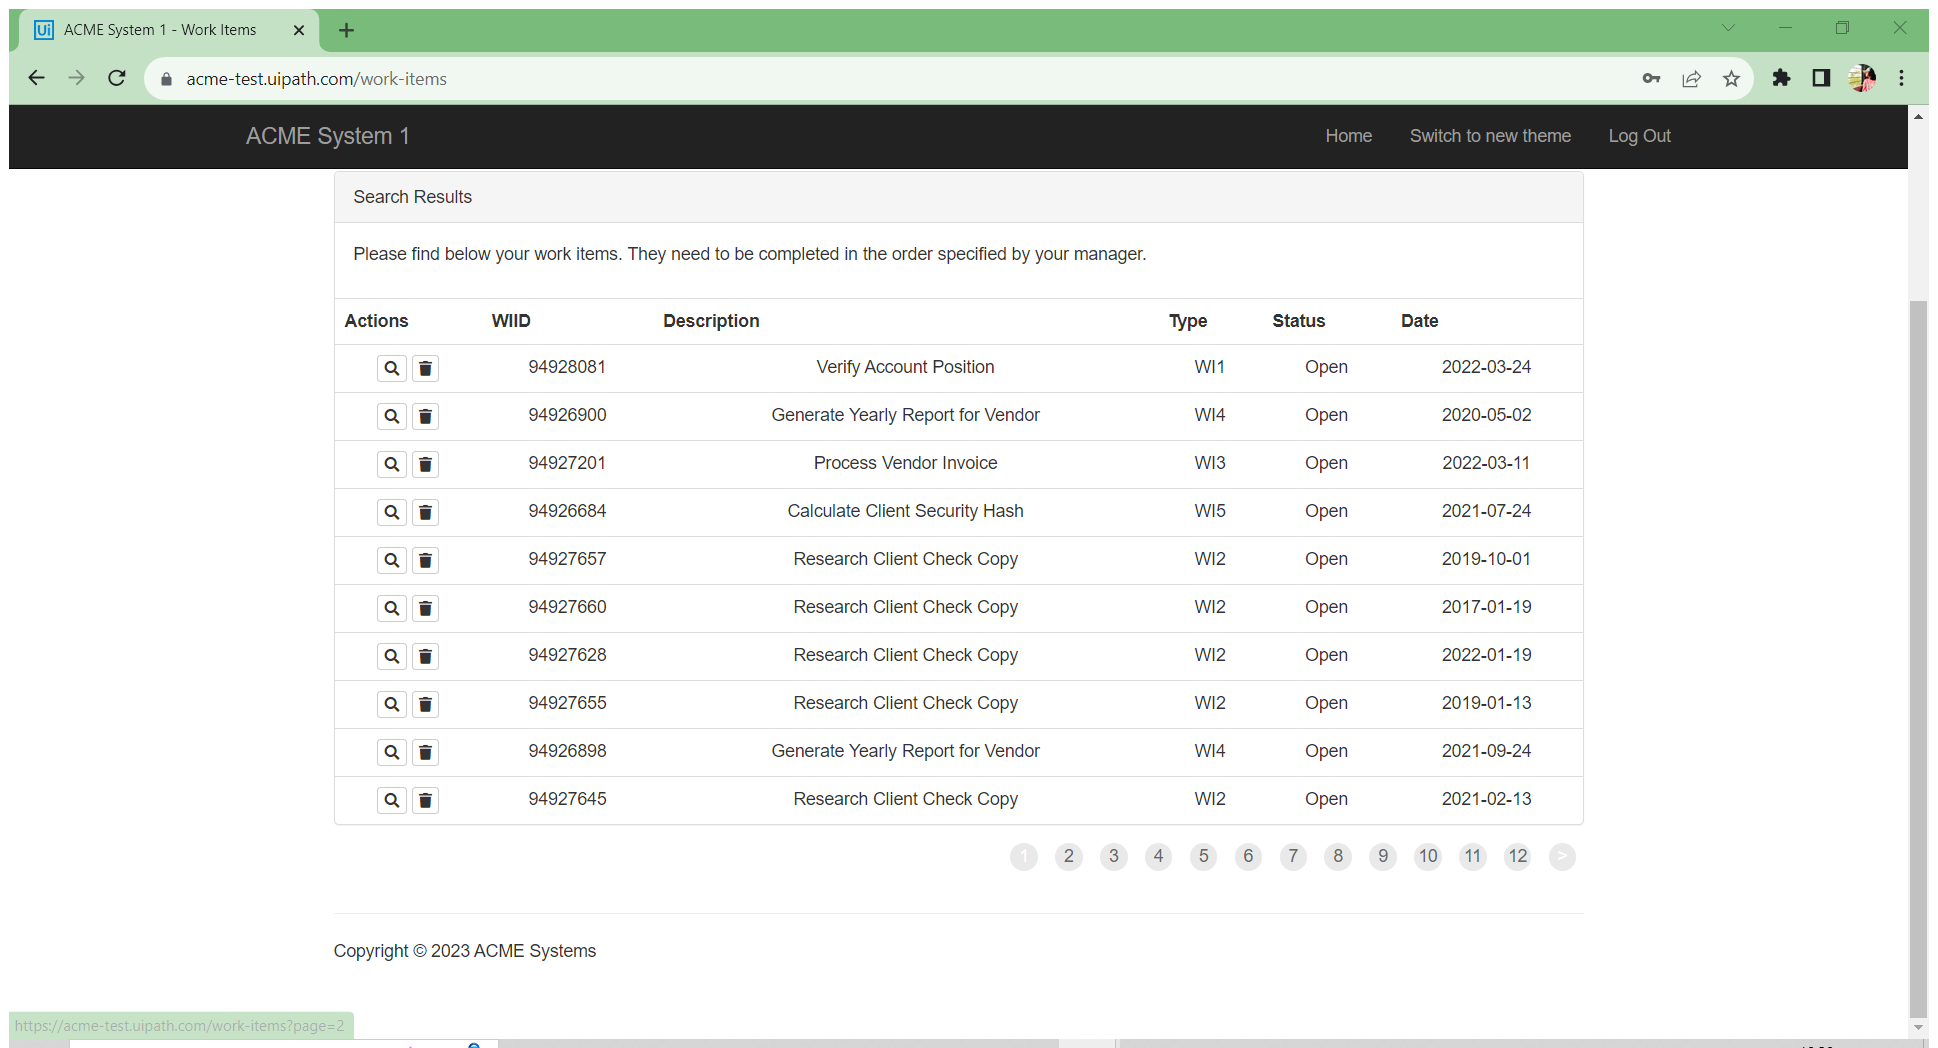 Ui ACME System 1 - Work Items
acme-test.uipath.com/work-items
ACME System 1 Home Switch to new theme Log Out
Search Results
Please find below your work items. They need to be completed in the order specified by your manager.
Actions WIID Description Type Status Date
94928081 Verify Account Position WI1 Open 2022-03-24
94926900 Generate Yearly Report for Vendor WI4 Open 2020-05-02
94927201 Process Vendor Invoice WI3 Open 2022-03-11
94926684 Calculate Client Security Hash WI5 Open 2021-07-24
94927657 Research Client Check Copy WI2 Open 2019-10-01
94927660 Research Client Check Copy WI2 Open 2017-01-19
94927628 Research Client Check Copy WI2 Open 2022-01-19
94927655 Research Client Check Copy WI2 Open 2019-01-13
94926898 Generate Yearly Report for Vendor WI4 Open 2021-09-24
94927645 Research Client Check Copy WI2 Open 2021-02-13
1 2 3 4 5 6 7 8 9 10 11 12 >
Copyright © 2023 ACME Systems
https://acme-test.uipath.com/work-items?page=2